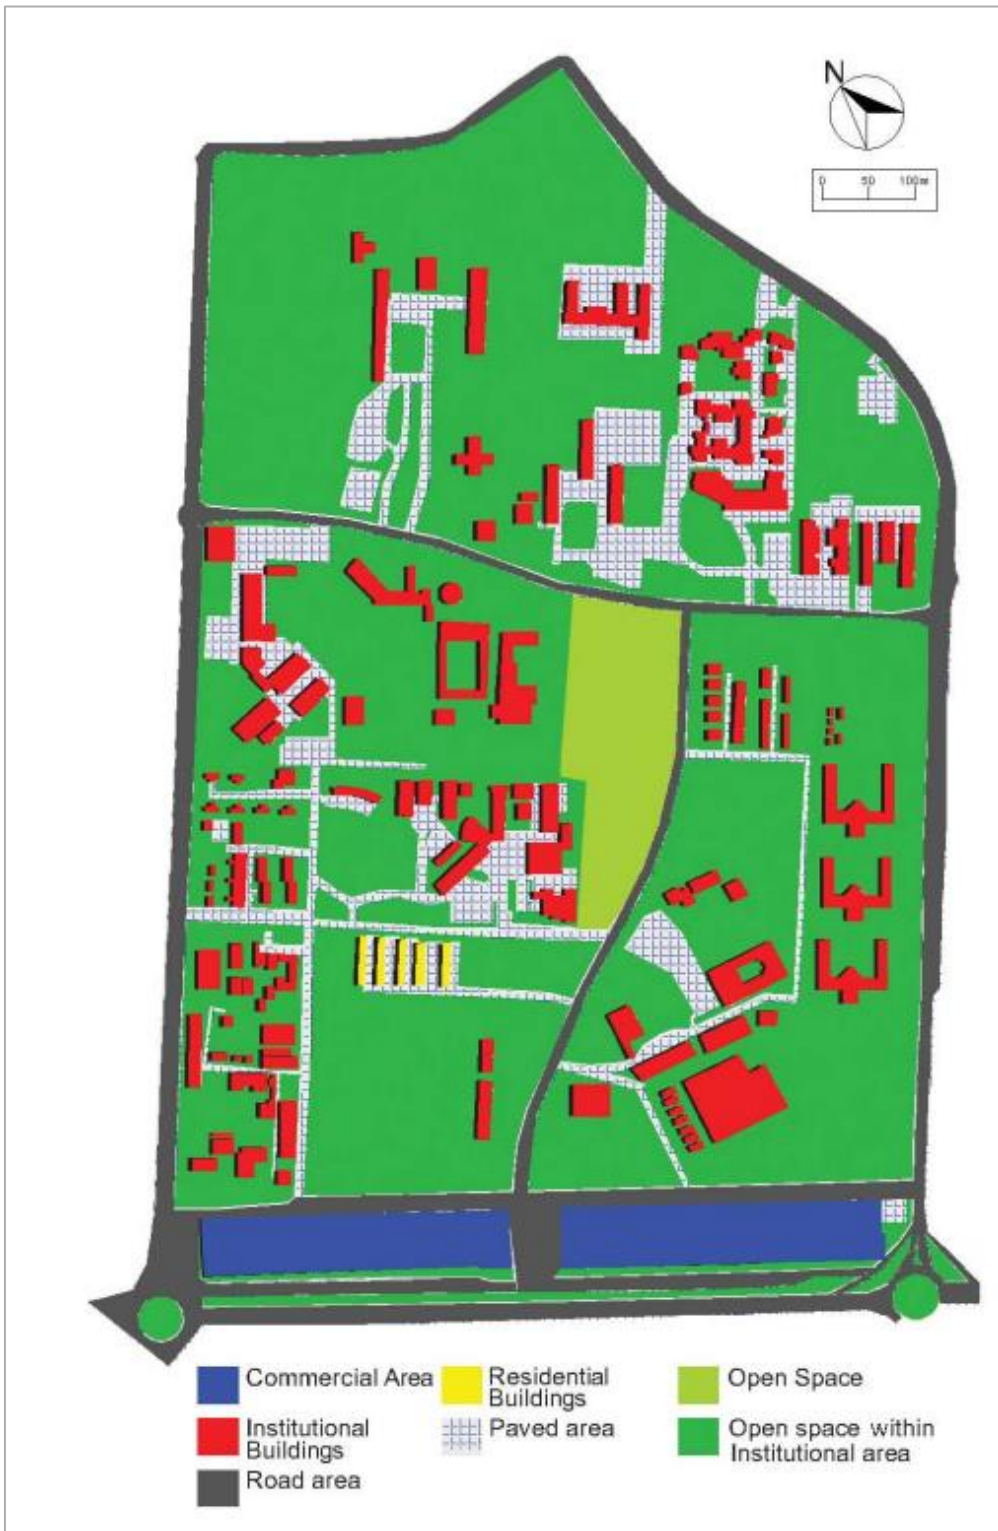 N
0 50 100m
Commercial Area
Residential
Buildings
Open Space
Institutional
Buildings
Paved area
Open space within
Institutional area
Road area